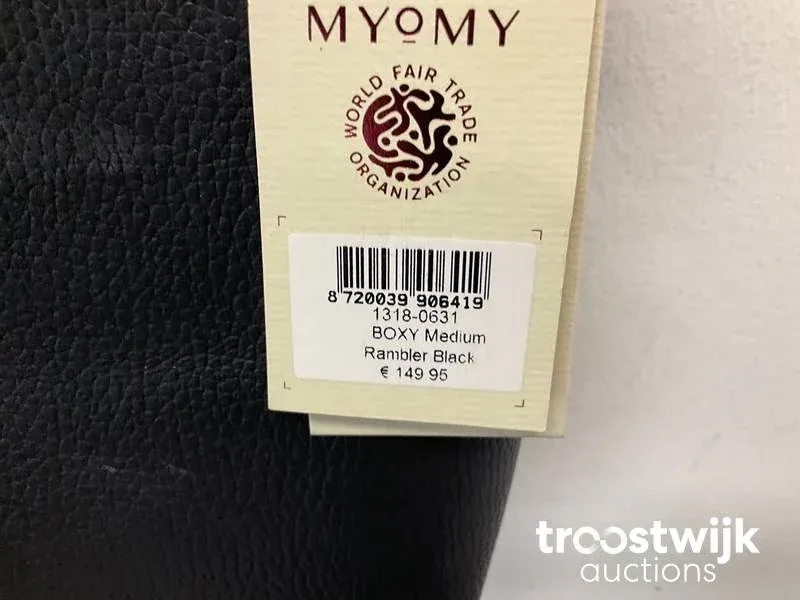 MYOMY
WORLD FAIR TRADE
ORGANIZATION
8 720039 906419
1318-0631
BOXY Medium
Rambler Black
€ 149.95
troostwijk
auctions